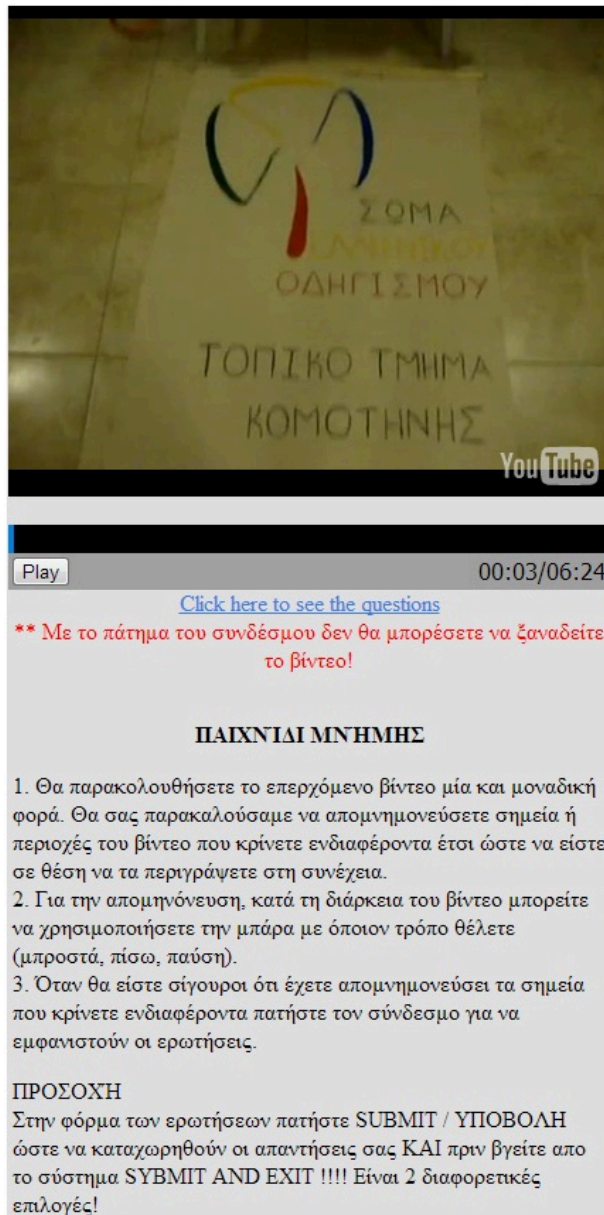 ΣΩΜΑ
ΕΛΛΗΝΙΚΟΥ
ΟΔΗΓΙΣΜΟΥ
ΤΟΠΙΚΟ ΤΜΗΜΑ
ΚΟΜΟΤΗΝΗΣ
YouTube
Play 00:03/06:24
Click here to see the questions
** Με το πάτημα του συνδέσμου δεν θα μπορέσετε να ξαναδείτε
το βίντεο!
ΠΑΙΧΝΊΔΙ ΜΝΉΜΗΣ
1. Θα παρακολουθήσετε το επερχόμενο βίντεο μία και μοναδική
φορά. Θα σας παρακαλούσαμε να απομνημονεύσετε σημεία ή
περιοχές του βίντεο που κρίνετε ενδιαφέροντα έτσι ώστε να είστε
σε θέση να τα περιγράψετε στη συνέχεια.
2. Για την απομηνόνευση, κατά τη διάρκεια του βίντεο μπορείτε
να χρησιμοποιήσετε την μπάρα με όποιον τρόπο θέλετε
(μπροστά, πίσω, παύση).
3. Όταν θα είστε σίγουροι ότι έχετε απομνημονεύσει τα σημεία
που κρίνετε ενδιαφέροντα πατήστε τον σύνδεσμο για να
εμφανιστούν οι ερωτήσεις.
ΠΡΟΣΟΧΉ
Στην φόρμα των ερωτήσεων πατήστε SUBMIT / ΥΠΟΒΟΛΗ
ώστε να καταχωρηθούν οι απαντήσεις σας ΚΑΙ πριν βγείτε απο
το σύστημα SYBMIT AND EXIT !!!! Είναι 2 διαφορετικές
επιλογές!